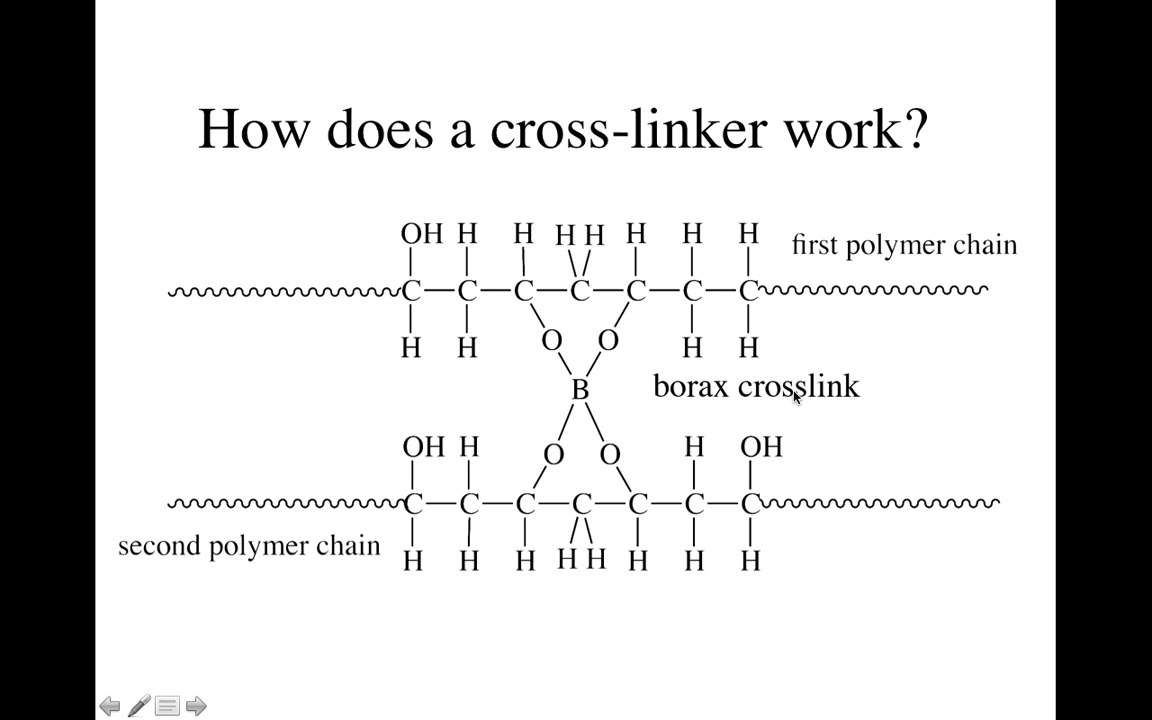 How does a cross-linker work?
OH H H H H H H H
first polymer chain
C C C C C C C
O O
H H H H
B
borax crosslink
OH H H OH
O O
C C C C C C C
second polymer chain
H H H H H H H H